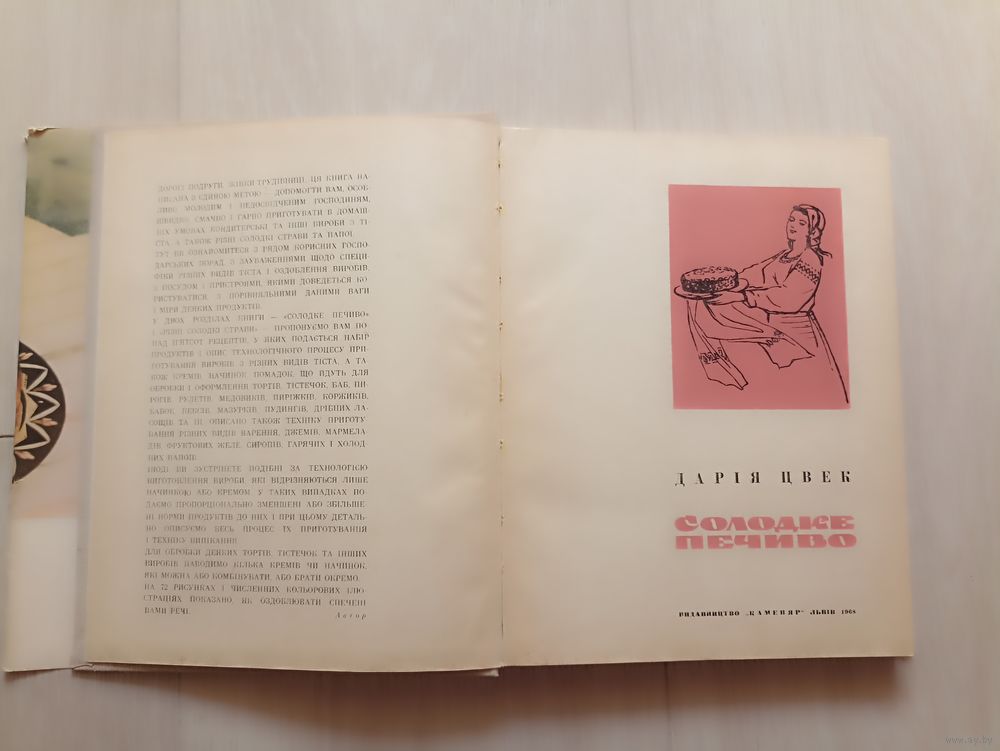 ДОРОГІ ПОДРУГИ, ЖІНКИ-ТРУДІВНИЦІ! ЦЯ КНИГА НА-
ПИСАНА З ЄДИНОЮ МЕТОЮ — ДОПОМОГТИ ВАМ, ОСОБ-
ЛИВО МОЛОДИМ І НЕДОСВІДЧЕНИМ ГОСПОДИНЯМ,
ШВИДКО, СМАЧНО І ГАРНО ПРИГОТУВАТИ В ДОМАШ-
НІХ УМОВАХ КОНДИТЕРСЬКІ ТА ІНШІ ВИРОБИ З ТІ-
СТА, А ТАКОЖ РІЗНІ СОЛОДКІ СТРАВИ ТА НАПОЇ.
ТУТ ВИ ОЗНАЙОМИТЕСЯ З РЯДОМ КОРИСНИХ ГОСПО-
ДАРСЬКИХ ПОРАД, З ЗАУВАЖЕННЯМИ ЩОДО СПЕЦИ-
ФІКИ РІЗНИХ ВИДІВ ТІСТА І ОЗДОБЛЕННЯ ВИРОБІВ,
З ПОСУДОМ І ПРИСТРОЯМИ, ЯКИМИ ДОВЕДЕТЬСЯ КО-
РИСТУВАТИСЯ, З ПОРІВНЯЛЬНИМИ ДАНИМИ ВАГИ
І МІРИ ДЕЯКИХ ПРОДУКТІВ.
У ДВОХ РОЗДІЛАХ КНИГИ — «СОЛОДКЕ ПЕЧИВО»
І «РІЗНІ СОЛОДКІ СТРАВИ» — ПРОПОНУЄМО ВАМ ПО-
НАД П'ЯТСОТ РЕЦЕПТІВ, У ЯКИХ ПОДАЄТЬСЯ НАБІР
ПРОДУКТІВ І ОПИС ТЕХНОЛОГІЧНОГО ПРОЦЕСУ ПРИ-
ГОТУВАННЯ ВИРОБІВ З РІЗНИХ ВИДІВ ТІСТА, А ТА-
КОЖ КРЕМІВ, НАЧИНОК, ПОМАДОК, ЩО ЙДУТЬ ДЛЯ
ОБРОБКИ І ОФОРМЛЕННЯ ТОРТІВ, ТІСТЕЧОК, БАБ, ПИ-
РОГІВ, РУЛЕТІВ, МЕДОВИКІВ, ПИРІЖКІВ, КОРЖИКІВ,
БАБОК, КЕКСІВ, МАЗУРКІВ, ПУДИНГІВ, ДРІБНИХ ЛА-
СОЩІВ ТА ІН. ОПИСАНО ТАКОЖ ТЕХНІКУ ПРИГОТУ-
ВАННЯ РІЗНИХ ВИДІВ ВАРЕННЯ, ДЖЕМІВ, МАРМЕЛА-
ДІВ, ФРУКТОВИХ ЖЕЛЕ, СИРОПІВ, ГАРЯЧИХ І ХОЛОД-
НИХ НАПОЇВ.
ІНОДІ ВИ ЗУСТРІНЕТЕ ПОДІБНІ ЗА ТЕХНОЛОГІЄЮ
ВИГОТОВЛЕННЯ ВИРОБИ, ЯКІ ВІДРІЗНЯЮТЬСЯ ЛИШЕ
НАЧИНКОЮ АБО КРЕМОМ. У ТАКИХ ВИПАДКАХ ПО-
ДАЄМО ПРОПОРЦІОНАЛЬНО ЗМЕНШЕНІ АБО ЗБІЛЬШЕ-
НІ НОРМИ ПРОДУКТІВ ДО НИХ І ПРИ ЦЬОМУ ДЕТАЛЬ-
НО ОПИСУЄМО ВЕСЬ ПРОЦЕС ЇХ ПРИГОТУВАННЯ
І ТЕХНІКУ ВИПІКАННЯ.
ДЛЯ ОБРОБКИ ДЕЯКИХ ТОРТІВ, ТІСТЕЧОК ТА ІНШИХ
ВИРОБІВ НАВОДИМО КІЛЬКА КРЕМІВ ЧИ НАЧИНОК,
ЯКІ МОЖНА АБО КОМБІНУВАТИ, АБО БРАТИ ОКРЕМО.
НА 72 РИСУНКАХ І ЧИСЛЕННИХ КОЛЬОРОВИХ ІЛЮ-
СТРАЦІЯХ ПОКАЗАНО, ЯК ОЗДОБЛЮВАТИ СПЕЧЕНІ
ВАМИ РЕЧІ.
Автор
ДАРІЯ ЦВЕК
СОЛОДКЕ
ПЕЧИВО
ВИДАВНИЦТВО „КАМЕНЯР" ЛЬВІВ 1968
www.ay.by